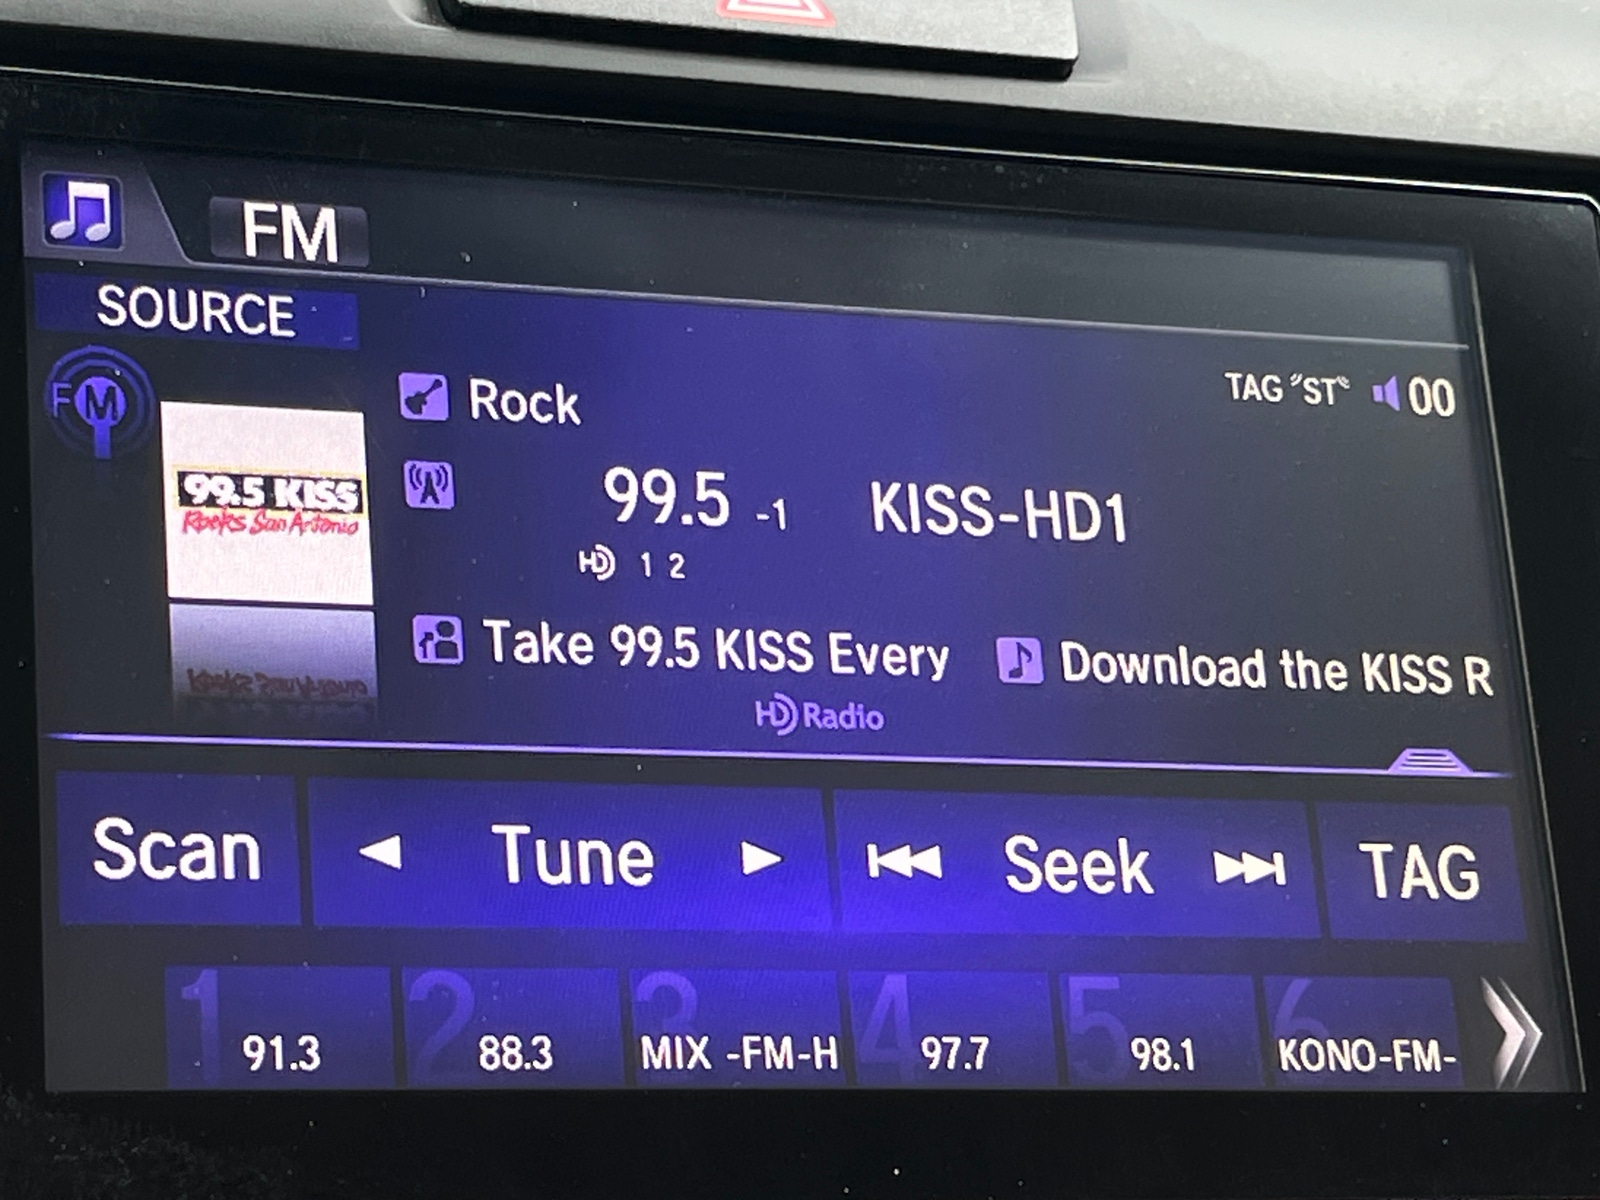 FM
SOURCE
FM
Rock
TAG "ST" 00
99.5 KISS
Rocks San Antonio
99.5 -1 KISS-HD1
HD 1 2
Take 99.5 KISS Every
Download the KISS R
HD Radio
Scan
Tune
Seek
TAG
1 91.3
2 88.3
3 MIX -FM-H
4 97.7
5 98.1
6 KONO-FM-